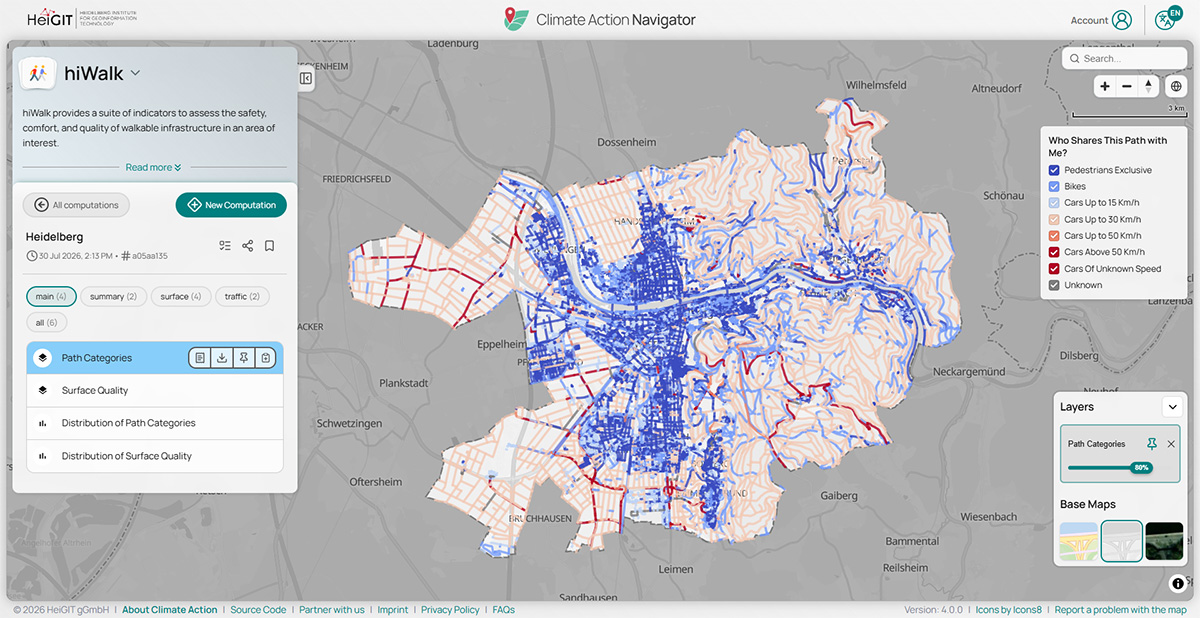 HeiGIT
HEIDELBERG INSTITUTE
FOR GEOINFORMATION
TECHNOLOGY
Climate Action Navigator
Account
EN
hiWalk
hiWalk provides a suite of indicators to assess the safety,
comfort, and quality of walkable infrastructure in an area of
interest.
Read more
All computations
New Computation
Heidelberg
30 Jul 2026, 2:13 PM • # a05aa135
main (4)
summary (2)
surface (4)
traffic (2)
all (6)
Path Categories
Surface Quality
Distribution of Path Categories
Distribution of Surface Quality
Ladenburg
Wilhelmsfeld
Altneudorf
Dossenheim
Peterstal
FRIEDRICHSFELD
Schönau
Eppelheim
Plankstadt
Schwetzingen
Oftersheim
BRUCHHAUSEN
Neckargemünd
Dilsberg
Gaiberg
Wiesenbach
Bammental
Reilsheim
Leimen
Sandhausen
Search...
3 km
Who Shares This Path with
Me?
Pedestrians Exclusive
Bikes
Cars Up to 15 Km/h
Cars Up to 30 Km/h
Cars Up to 50 Km/h
Cars Above 50 Km/h
Cars Of Unknown Speed
Unknown
Layers
Path Categories
80%
Base Maps
© 2026 HeiGIT gGmbH | About Climate Action | Source Code | Partner with us | Imprint | Privacy Policy | FAQs
Version: 4.0.0 | Icons by Icons8 | Report a problem with the map